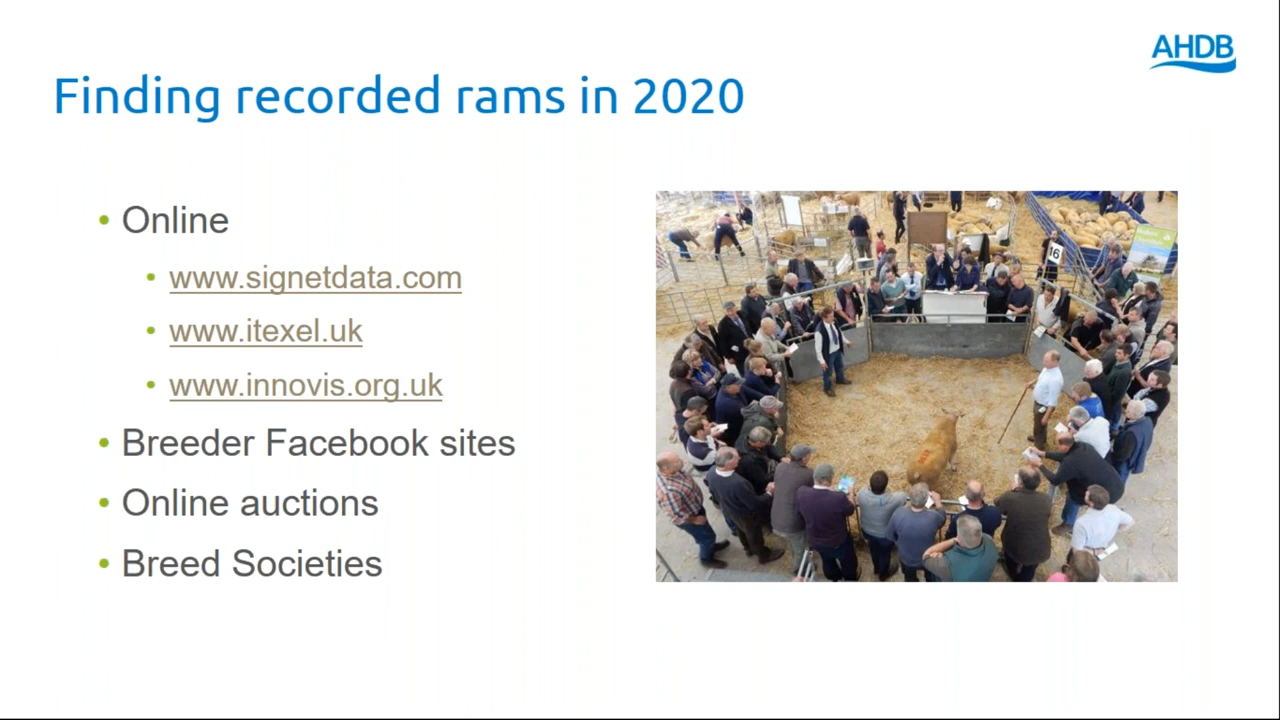 AHDB
Finding recorded rams in 2020
• Online
• www.signetdata.com
• www.itexel.uk
• www.innovis.org.uk
• Breeder Facebook sites
• Online auctions
• Breed Societies
16